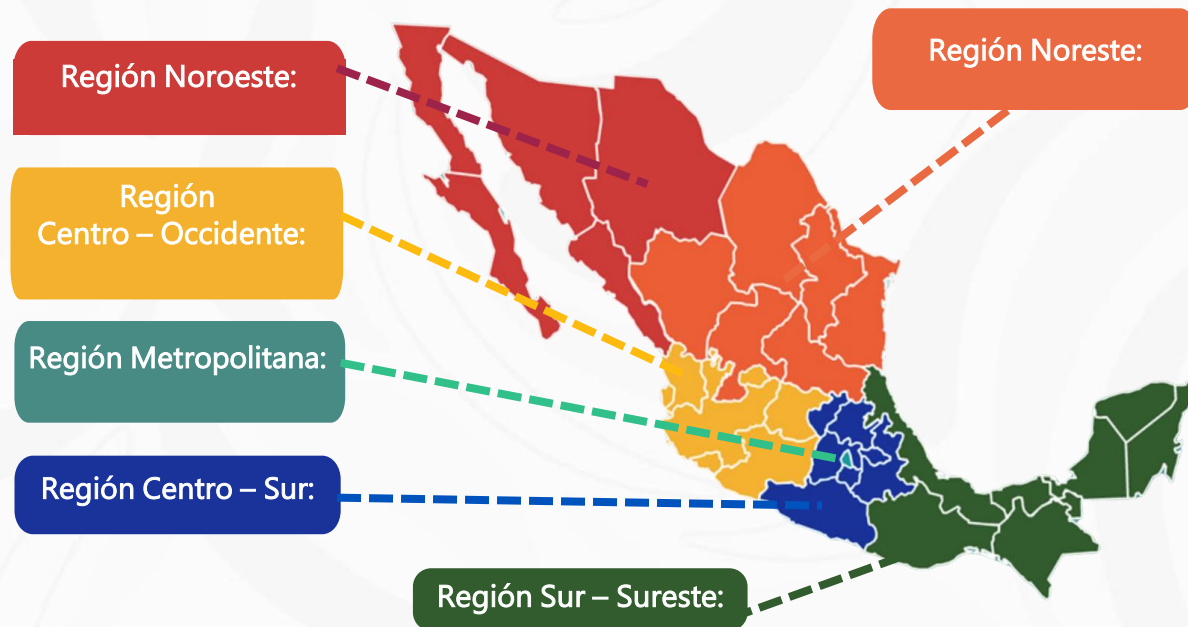 Región Noroeste:
Región Noreste:
Región
Centro – Occidente:
Región Metropolitana:
Región Centro – Sur:
Región Sur – Sureste: